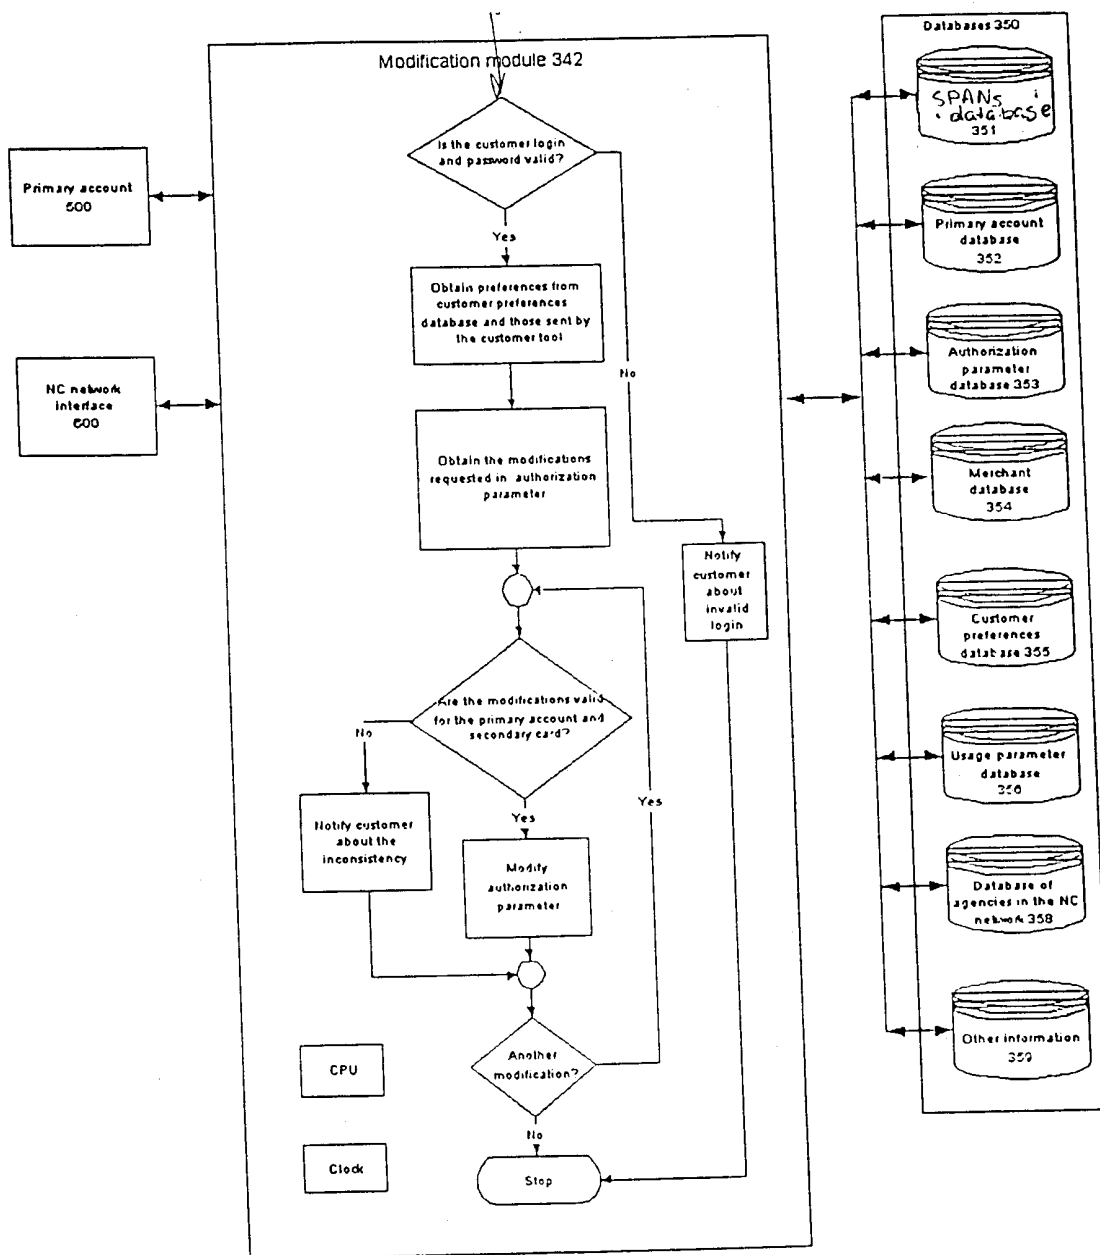 Modification module 342
Is the customer login
and password valid?
Yes
No
Obtain preferences from
customer preferences
database and those sent by
the customer tool
Obtain the modifications
requested in authorization
parameter
Notify
customer
about
invalid
login
Are the modifications valid
for the primary account and
secondary card?
No
Yes
Notify customer
about the
inconsistency
Modify
authorization
parameter
Yes
Another
modification?
No
Stop
CPU
Clock
Primary account
500
NC network
interface
600
Databases 350
SPANs
database
351
Primary account
database
352
Authorization
parameter
database 353
Merchant
database
354
Customer
preferences
database 355
Usage parameter
database
356
Database of
agencies in the NC
network 358
Other information
359